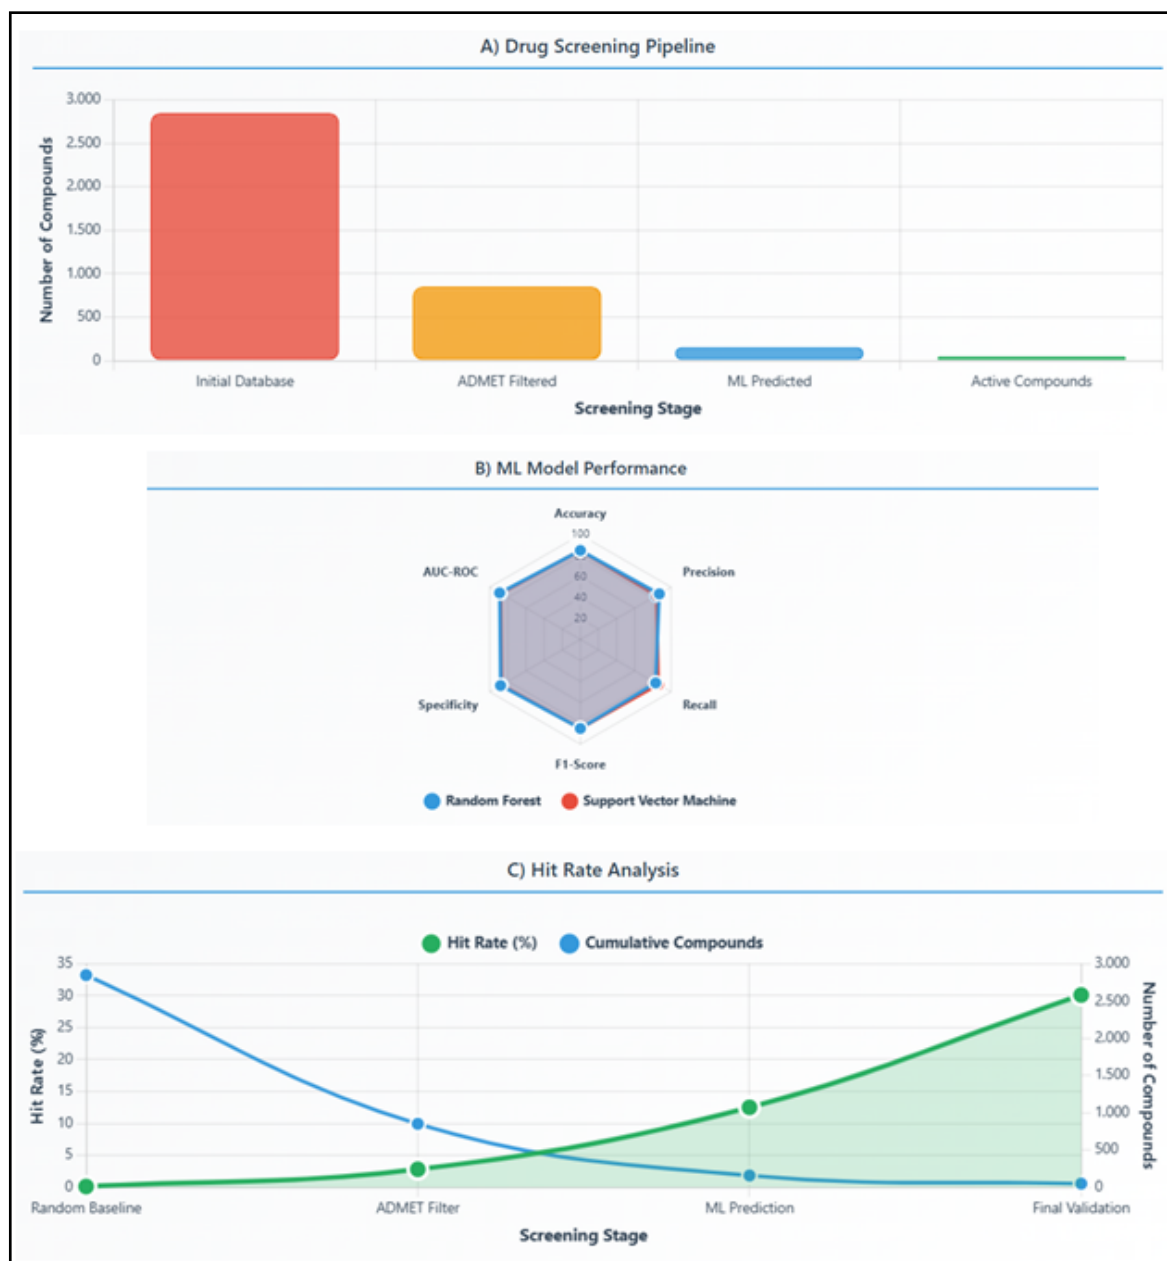 A) Drug Screening Pipeline
Number of Compounds
3.000
2.500
2.000
1.500
1.000
500
0
Initial Database
ADMET Filtered
ML Predicted
Active Compounds
Screening Stage
B) ML Model Performance
Accuracy
100
AUC-ROC
Precision
60
40
20
Specificity
Recall
F1-Score
Random Forest
Support Vector Machine
C) Hit Rate Analysis
Hit Rate (%)
Cumulative Compounds
Hit Rate (%)
35
30
25
20
15
10
5
0
3.000
2.500
2.000
1.500
1.000
500
0
Number of Compounds
Random Baseline
ADMET Filter
ML Prediction
Final Validation
Screening Stage